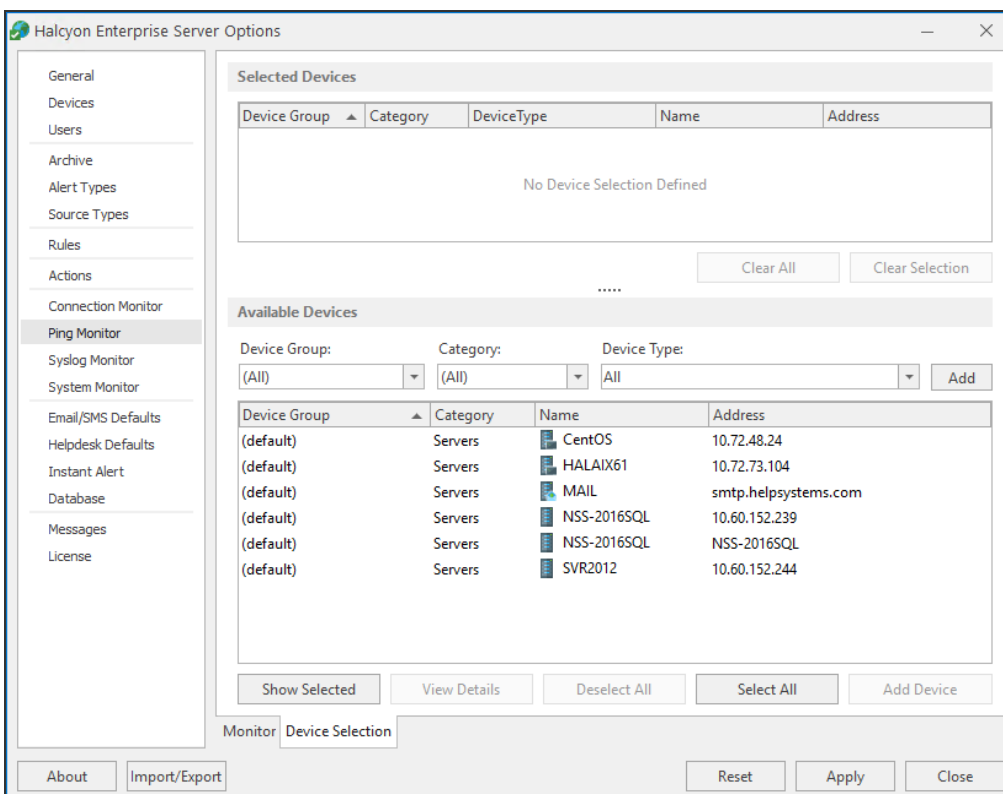 Halcyon Enterprise Server Options
General
Devices
Users
Archive
Alert Types
Source Types
Rules
Actions
Connection Monitor
Ping Monitor
Syslog Monitor
System Monitor
Email/SMS Defaults
Helpdesk Defaults
Instant Alert
Database
Messages
License
Selected Devices
Device Group Category DeviceType Name Address
No Device Selection Defined
Clear All Clear Selection
Available Devices
Device Group: Category: Device Type:
(All) (All) All Add
Device Group Category Name Address
(default) Servers CentOS 10.72.48.24
(default) Servers HALAIX61 10.72.73.104
(default) Servers MAIL smtp.helpsystems.com
(default) Servers NSS-2016SQL 10.60.152.239
(default) Servers NSS-2016SQL NSS-2016SQL
(default) Servers SVR2012 10.60.152.244
Show Selected View Details Deselect All Select All Add Device
Monitor Device Selection
About Import/Export Reset Apply Close